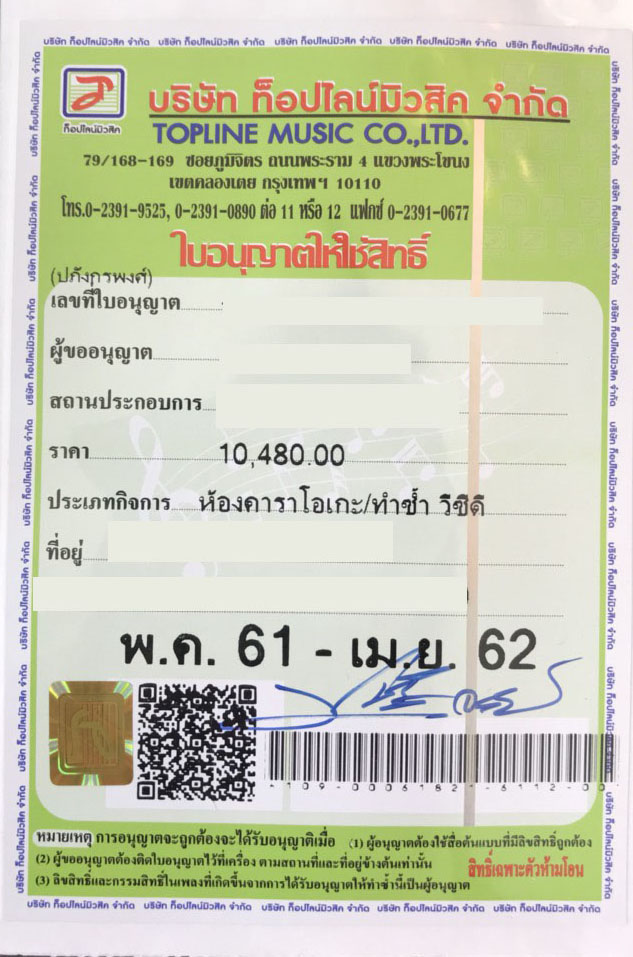 บริษัท ท็อปไลน์มิวสิค จำกัด บริษัท ท็อปไลน์มิวสิค จำกัด บริษัท ท็อปไลน์มิวสิค จำกัด บริษัท ท็อปไลน์มิวสิค จำกัด บริษัท ท็อปไลน์มิวสิค จำกัด
ท็อปไลน์มิวสิค
บริษัท ท็อปไลน์มิวสิค จำกัด
TOPLINE MUSIC CO.,LTD.
79/168-169 ซอยภูมิจิตร ถนนพระราม 4 แขวงพระโขนง
เขตคลองเตย กรุงเทพฯ 10110
โทร.0-2391-9525, 0-2391-0890 ต่อ 11 หรือ 12 แฟกซ์ 0-2391-0677
ใบอนุญาตให้ใช้สิทธิ์
(ปภังกรพงศ์)
เลขที่ใบอนุญาต
ผู้ขออนุญาต
สถานประกอบการ
ราคา 10,480.00
ประเภทกิจการ ห้องคาราโอเกะ/ทำซ้ำ วีซีดี
ที่อยู่
พ.ค. 61 - เม.ย. 62
หมายเหตุ การอนุญาตจะถูกต้องจะได้รับอนุญาติเมื่อ (1) ผู้อนุญาตต้องใช้สื่อต้นแบบที่มีลิขสิทธิ์ถูกต้อง
(2) ผู้ขออนุญาตต้องติดใบอนุญาตไว้ที่เครื่อง ตามสถานที่และที่อยู่ข้างต้นเท่านั้น
(3) ลิขสิทธิ์และกรรมสิทธิ์ในเพลงที่เกิดขึ้นจากการได้รับอนุญาตให้ทำซ้ำนี้เป็นผู้อนุญาต
สิทธิ์เฉพาะตัวห้ามโอน
บริษัท ท็อปไลน์มิวสิค จำกัด บริษัท ท็อปไลน์มิวสิค จำกัด บริษัท ท็อปไลน์มิวสิค จำกัด บริษัท ท็อปไลน์มิวสิค จำกัด บริษัท ท็อปไลน์มิวสิค จำกัด